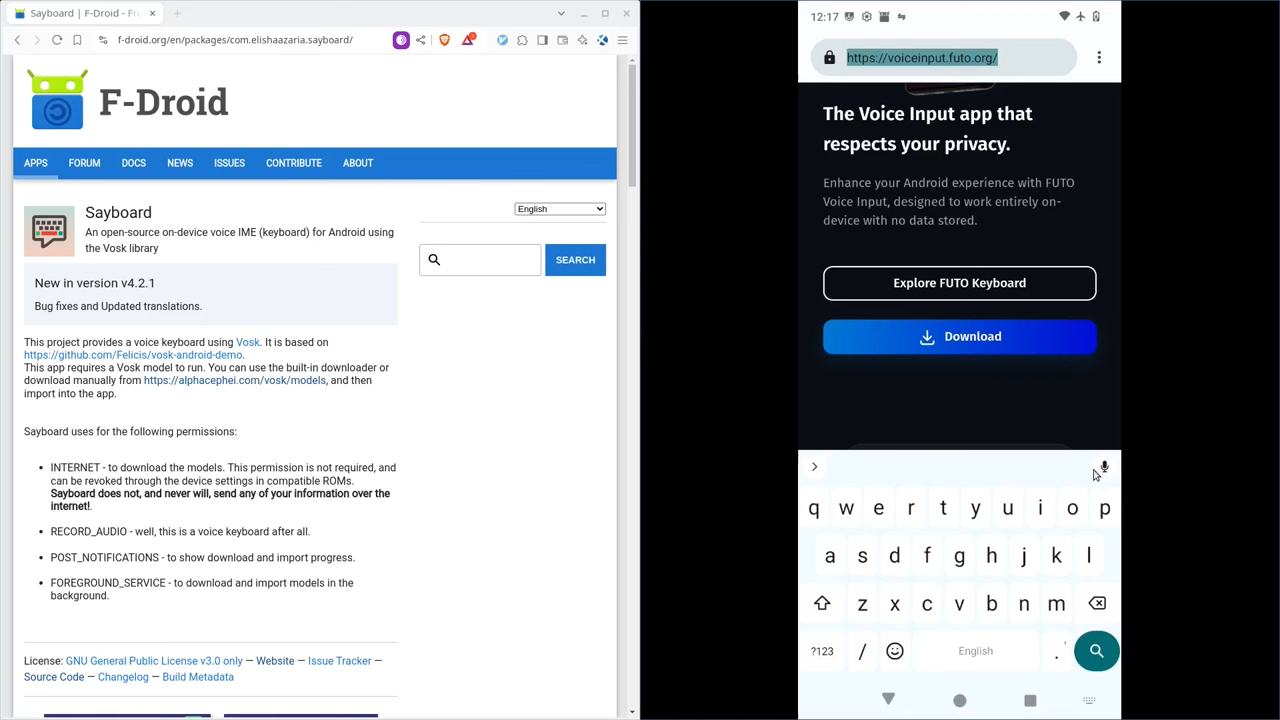 Sayboard | F-Droid - Fr
f-droid.org/en/packages/com.elishaazaria.sayboard/
F-Droid
APPS FORUM DOCS NEWS ISSUES CONTRIBUTE ABOUT
Sayboard
An open-source on-device voice IME (keyboard) for Android using
the Vosk library
English
SEARCH
New in version v4.2.1
Bug fixes and Updated translations.
This project provides a voice keyboard using Vosk. It is based on
https://github.com/Felicis/vosk-android-demo.
This app requires a Vosk model to run. You can use the built-in downloader or
download manually from https://alphacephei.com/vosk/models, and then
import into the app.
Sayboard uses for the following permissions:
• INTERNET - to download the models. This permission is not required, and
can be revoked through the device settings in compatible ROMs.
Sayboard does not, and never will, send any of your information over the
internet!.
• RECORD_AUDIO - well, this is a voice keyboard after all.
• POST_NOTIFICATIONS - to show download and import progress.
• FOREGROUND_SERVICE - to download and import models in the
background.
License: GNU General Public License v3.0 only — Website — Issue Tracker —
Source Code — Changelog — Build Metadata
12:17
https://voiceinput.futo.org/
The Voice Input app that
respects your privacy.
Enhance your Android experience with FUTO
Voice Input, designed to work entirely on-
device with no data stored.
Explore FUTO Keyboard
Download
q w e r t y u i o p
a s d f g h j k l
z x c v b n m
?123 / English . '